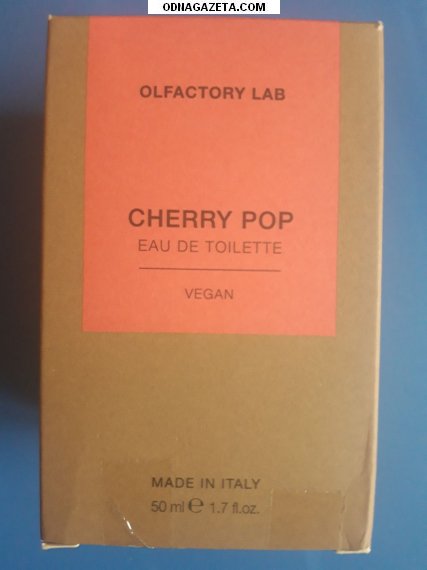 ODNAGAZETA.COM
OLFACTORY LAB
CHERRY POP
EAU DE TOILETTE
VEGAN
MADE IN ITALY
50 ml ℮ 1.7 fl.oz.